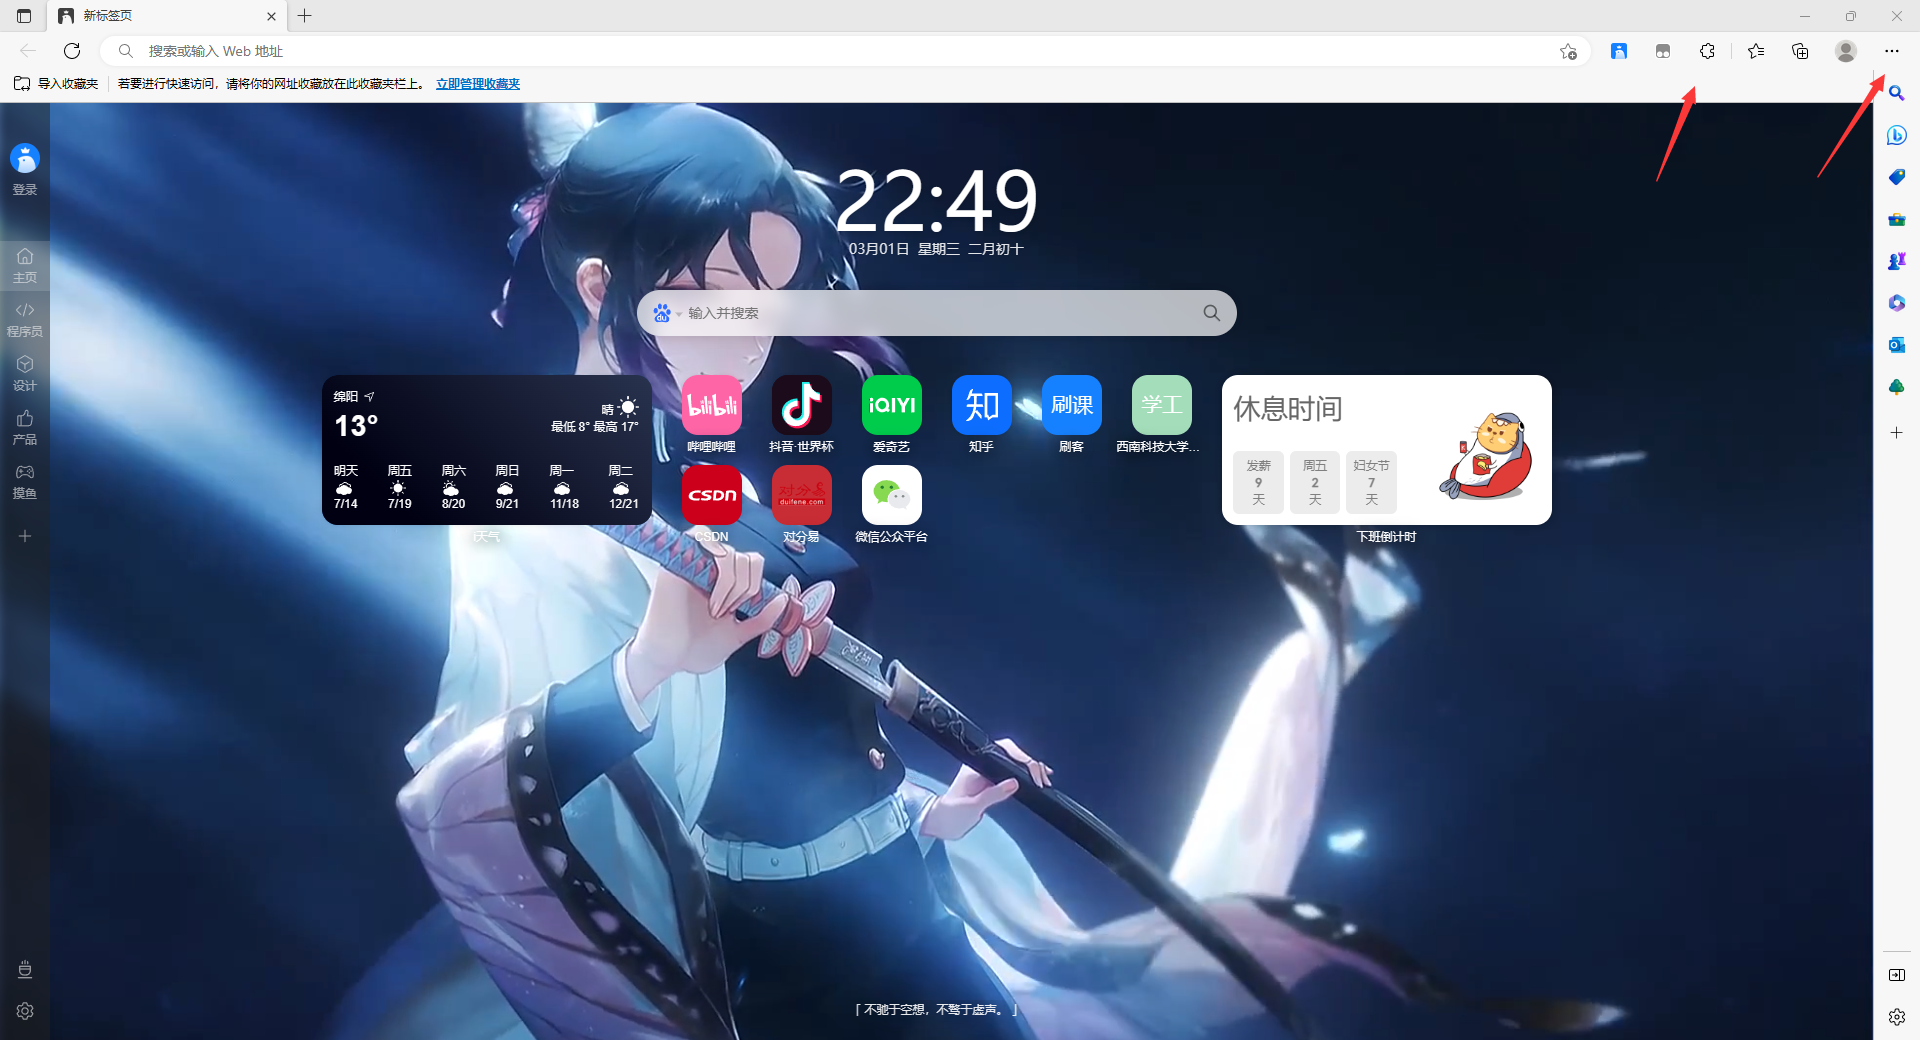 新标签页
搜索或输入 Web 地址
导入收藏夹
若要进行快速访问，请将你的网址收藏放在此收藏夹栏上。 立即管理收藏夹
登录
主页
程序员
设计
产品
摸鱼
22:49
03月01日 星期三 二月初十
du 输入并搜索
绵阳
13°
晴
最低 8° 最高 17°
明天 周五 周六 周日 周一 周二
7/14 7/19 8/20 9/21 11/18 12/21
i天气
bilibili
哔哩哔哩
抖音·世界杯
iQIYI
爱奇艺
知
知乎
刷课
刷客
学工
西南科技大学...
CSDN
CSDN
对分易
duifene.com
对分易
微信公众平台
休息时间
发薪
9
天
周五
2
天
妇女节
7
天
下班倒计时
「 不驰于空想，不骛于虚声。 」